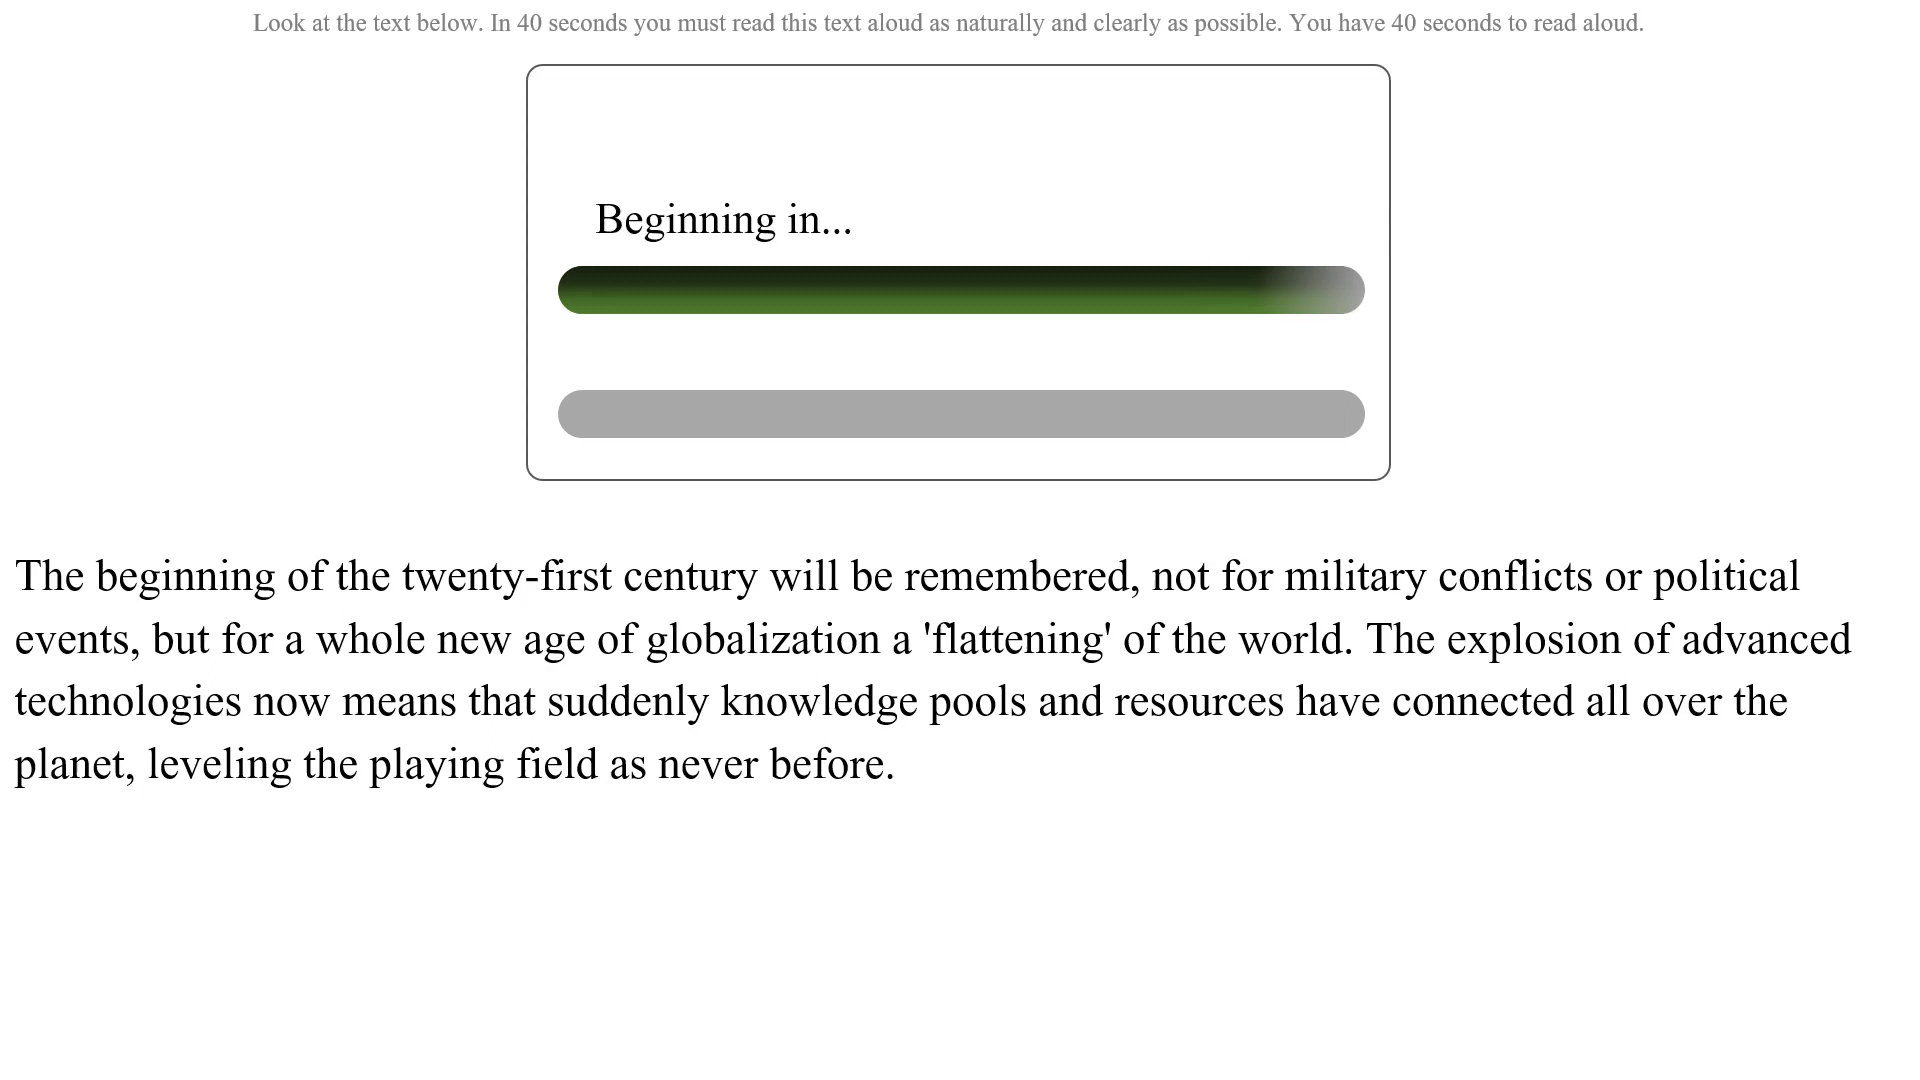 Look at the text below. In 40 seconds you must read this text aloud as naturally and clearly as possible. You have 40 seconds to read aloud.
Beginning in...
The beginning of the twenty-first century will be remembered, not for military conflicts or political
events, but for a whole new age of globalization a 'flattening' of the world. The explosion of advanced
technologies now means that suddenly knowledge pools and resources have connected all over the
planet, leveling the playing field as never before.